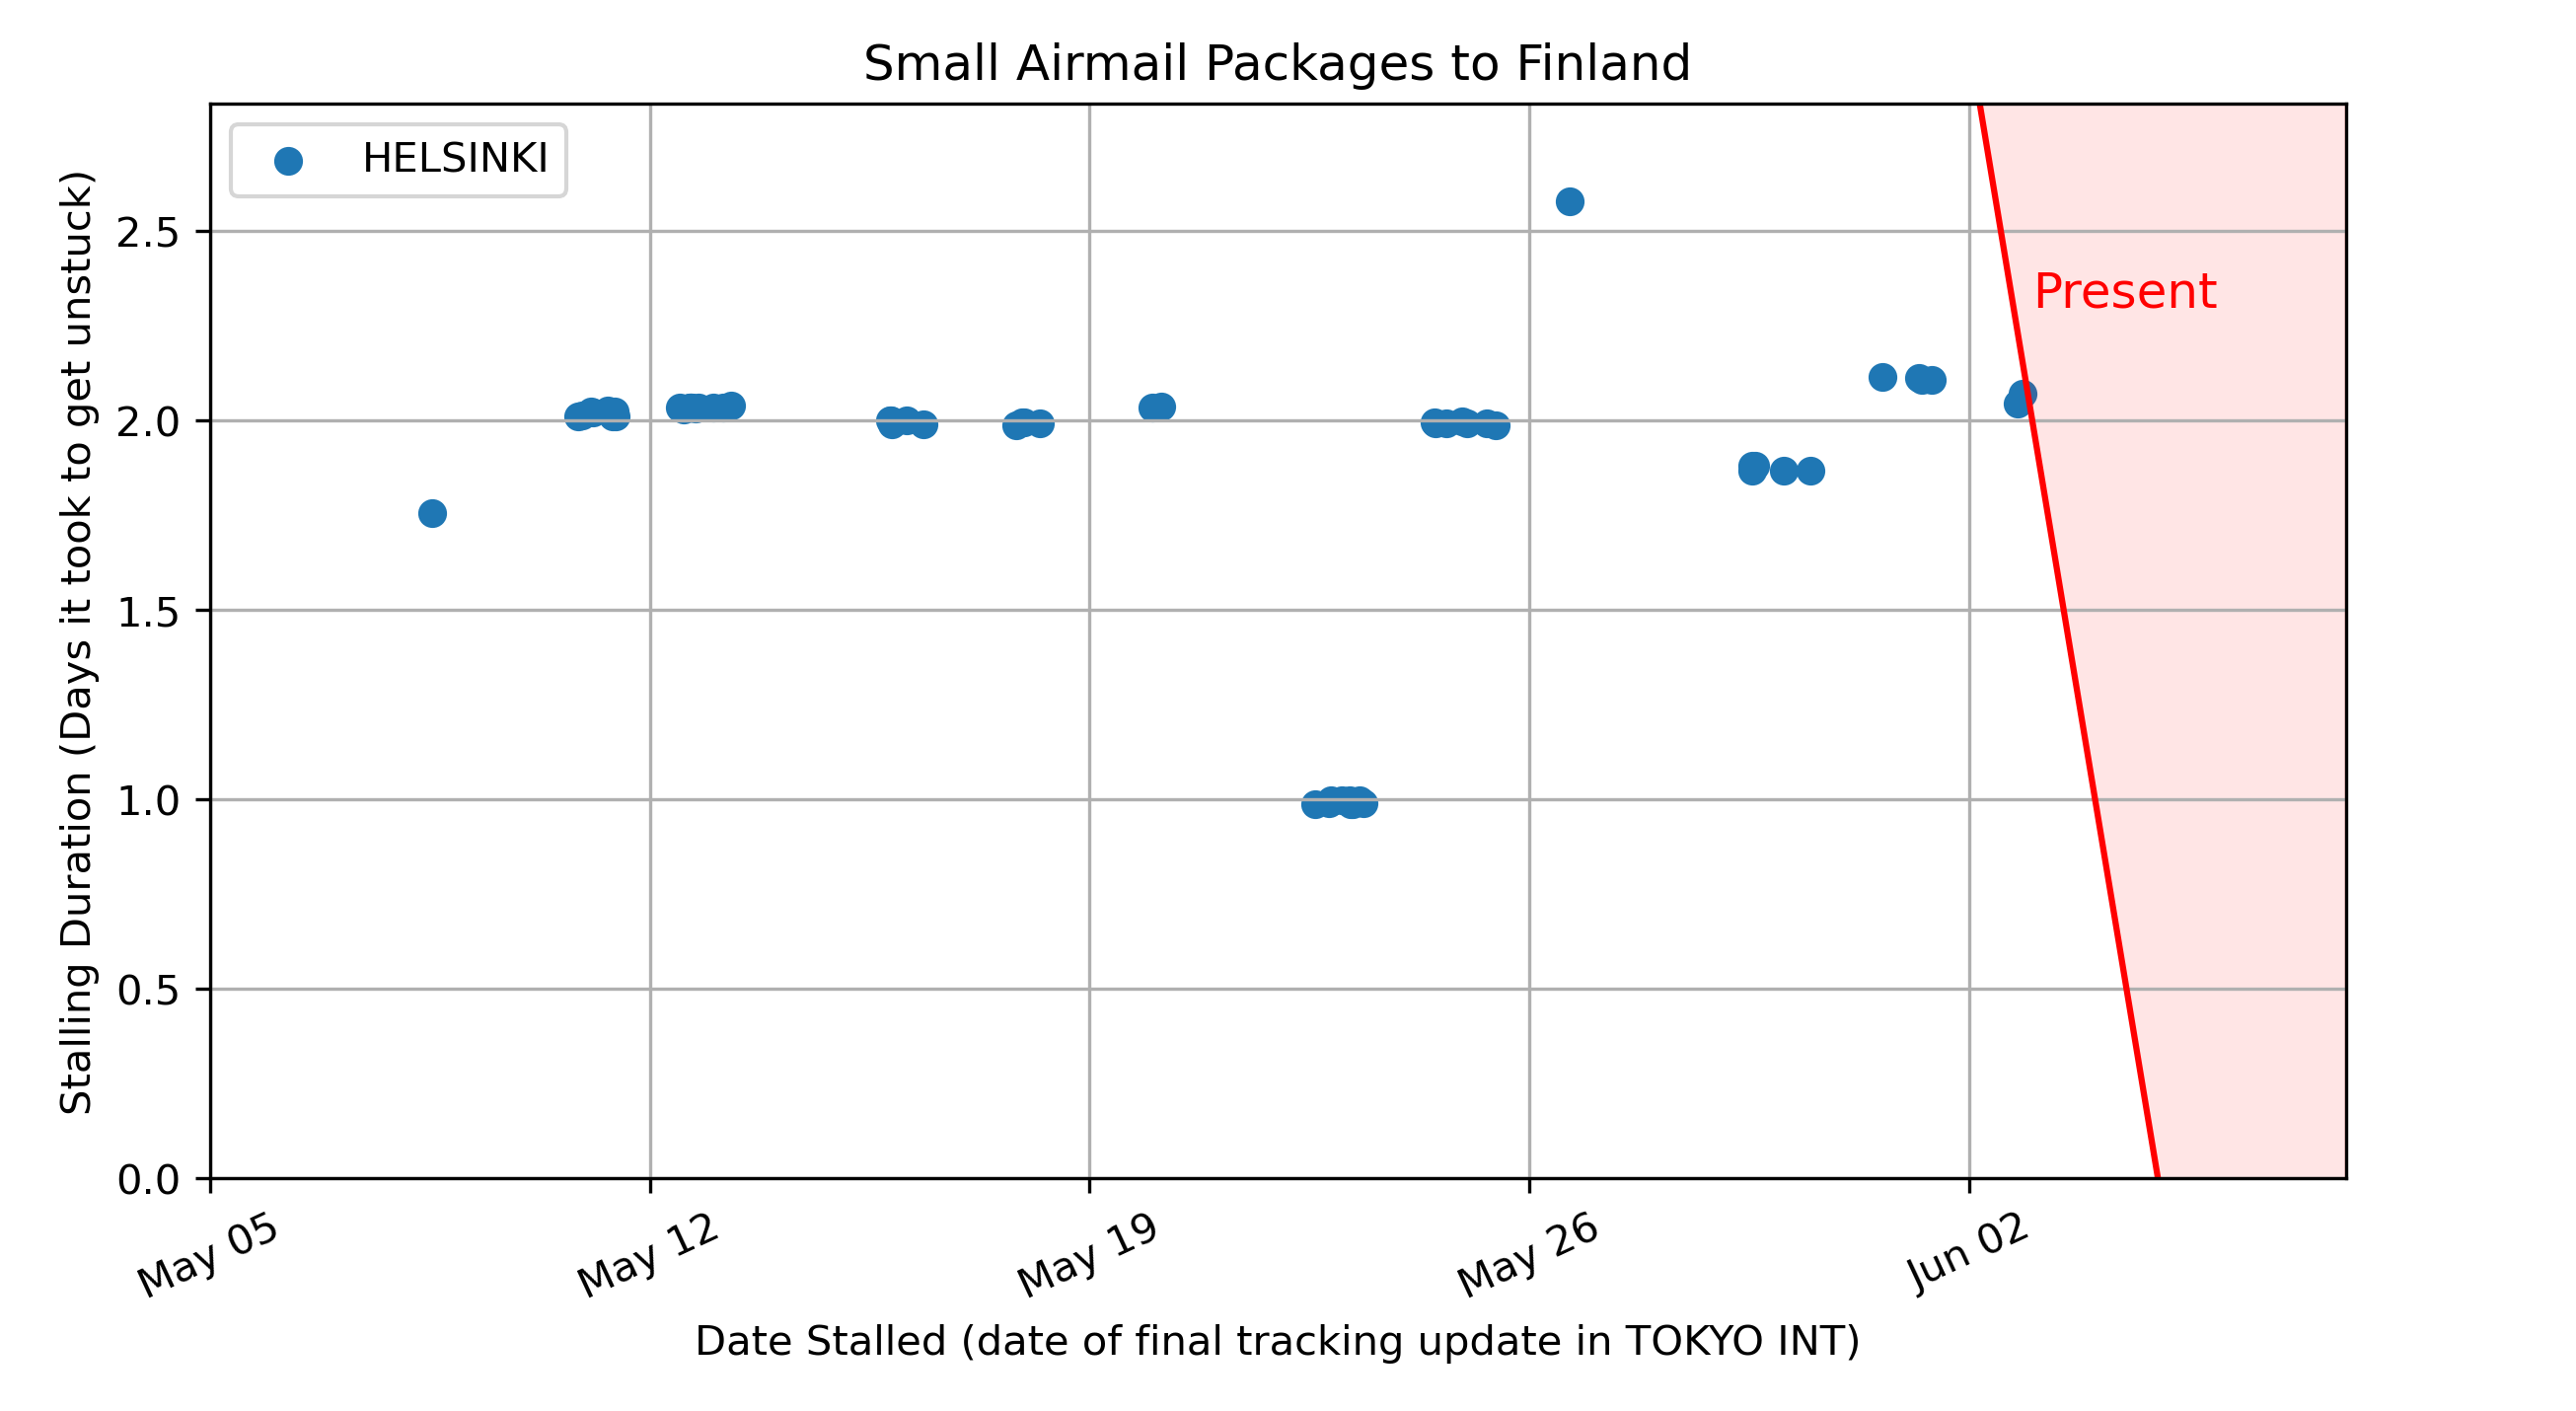 Small Airmail Packages to Finland
HELSINKI
Present
Stalling Duration (Days it took to get unstuck)
2.5
2.0
1.5
1.0
0.5
0.0
May 05
May 12
May 19
May 26
Jun 02
Date Stalled (date of final tracking update in TOKYO INT)